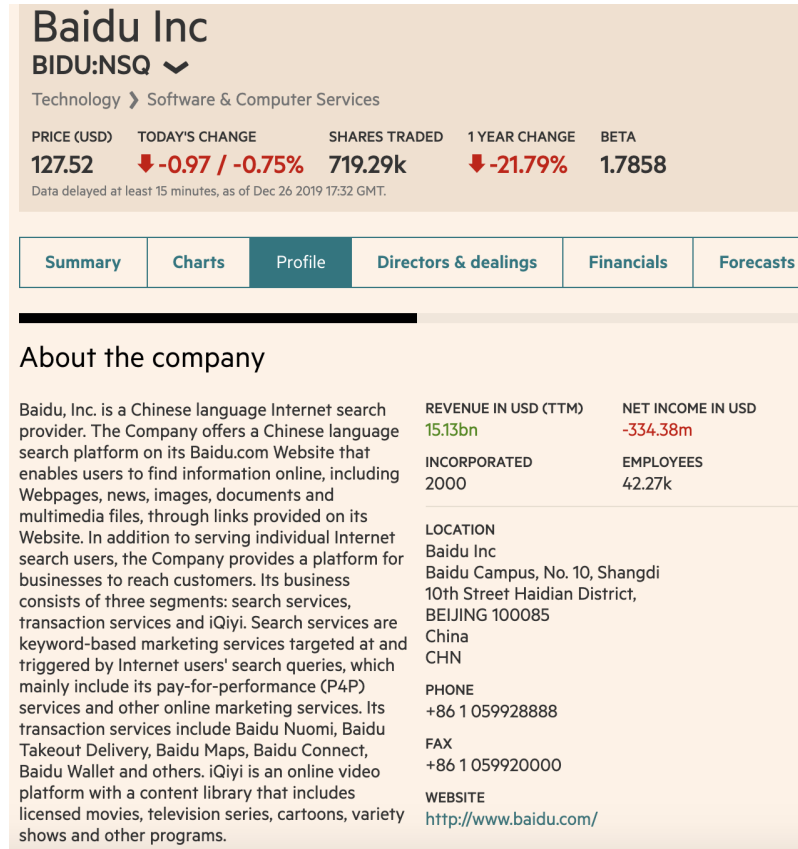 Baidu Inc
BIDU:NSQ
Technology ❯ Software & Computer Services
PRICE (USD) TODAY'S CHANGE SHARES TRADED 1 YEAR CHANGE BETA
127.52 -0.97 / -0.75% 719.29k -21.79% 1.7858
Data delayed at least 15 minutes, as of Dec 26 2019 17:32 GMT.
Summary Charts Profile Directors & dealings Financials Forecasts
About the company
Baidu, Inc. is a Chinese language Internet search
provider. The Company offers a Chinese language
search platform on its Baidu.com Website that
enables users to find information online, including
Webpages, news, images, documents and
multimedia files, through links provided on its
Website. In addition to serving individual Internet
search users, the Company provides a platform for
businesses to reach customers. Its business
consists of three segments: search services,
transaction services and iQiyi. Search services are
keyword-based marketing services targeted at and
triggered by Internet users' search queries, which
mainly include its pay-for-performance (P4P)
services and other online marketing services. Its
transaction services include Baidu Nuomi, Baidu
Takeout Delivery, Baidu Maps, Baidu Connect,
Baidu Wallet and others. iQiyi is an online video
platform with a content library that includes
licensed movies, television series, cartoons, variety
shows and other programs.
REVENUE IN USD (TTM) NET INCOME IN USD
15.13bn -334.38m
INCORPORATED EMPLOYEES
2000 42.27k
LOCATION
Baidu Inc
Baidu Campus, No. 10, Shangdi
10th Street Haidian District,
BEIJING 100085
China
CHN
PHONE
+86 1 059928888
FAX
+86 1 059920000
WEBSITE
http://www.baidu.com/